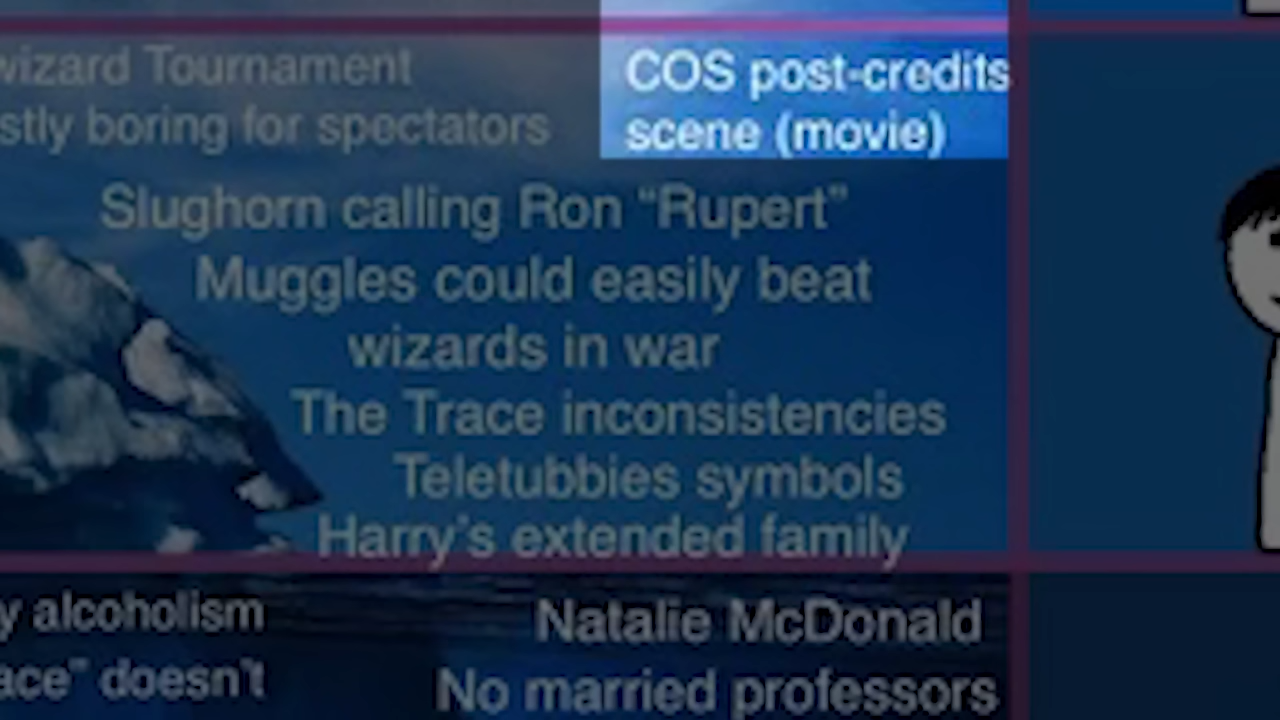 wizard Tournament
stly boring for spectators
COS post-credits
scene (movie)
Slughorn calling Ron “Rupert”
Muggles could easily beat
wizards in war
The Trace inconsistencies
Teletubbies symbols
Harry’s extended family
y alcoholism
ace” doesn’t
Natalie McDonald
No married professors